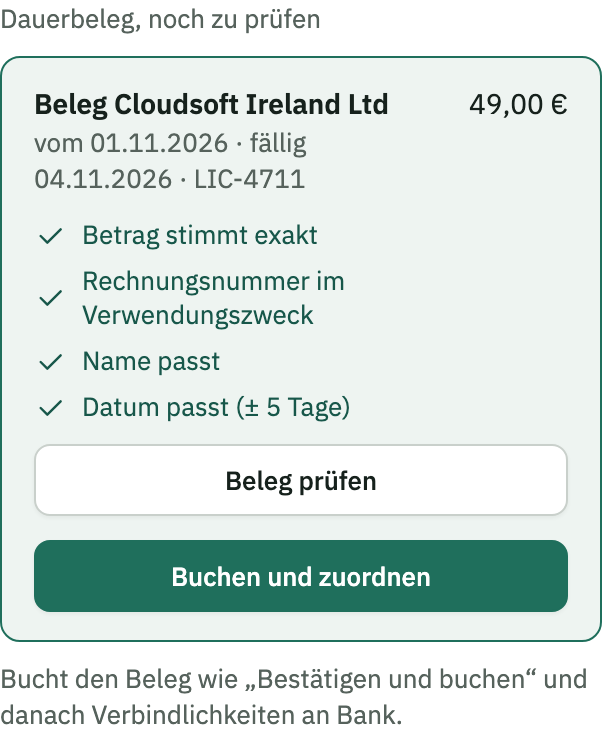 Dauerbeleg, noch zu prüfen
Beleg Cloudsoft Ireland Ltd 49,00 €
vom 01.11.2026 · fällig
04.11.2026 · LIC-4711
Betrag stimmt exakt
Rechnungsnummer im
Verwendungszweck
Name passt
Datum passt (± 5 Tage)
Beleg prüfen
Buchen und zuordnen
Bucht den Beleg wie „Bestätigen und buchen“ und
danach Verbindlichkeiten an Bank.